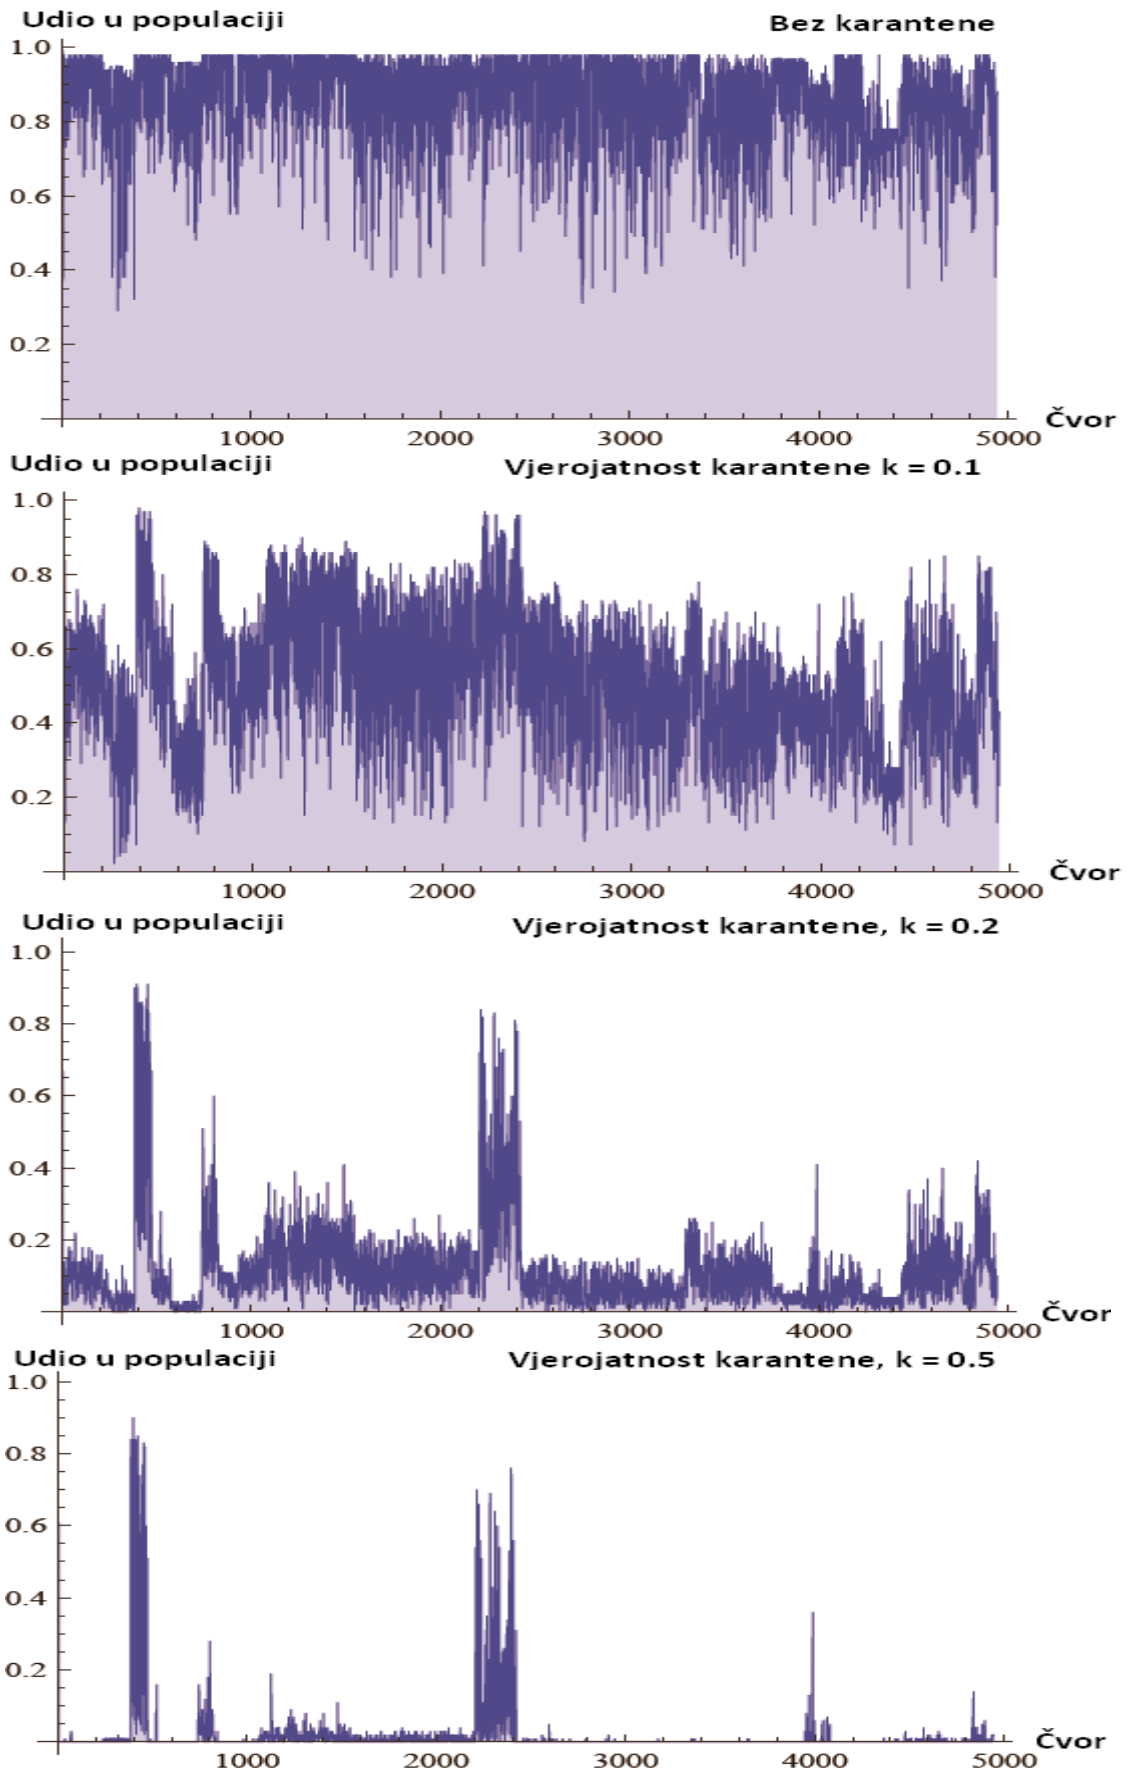 Udio u populaciji
Bez karantene
1.0
0.8
0.6
0.4
0.2
1000 2000 3000 4000 5000
Čvor
Udio u populaciji
Vjerojatnost karantene k = 0.1
1.0
0.8
0.6
0.4
0.2
1000 2000 3000 4000 5000
Čvor
Udio u populaciji
Vjerojatnost karantene, k = 0.2
1.0
0.8
0.6
0.4
0.2
1000 2000 3000 4000 5000
Čvor
Udio u populaciji
Vjerojatnost karantene, k = 0.5
1.0
0.8
0.6
0.4
0.2
1000 2000 3000 4000 5000
Čvor